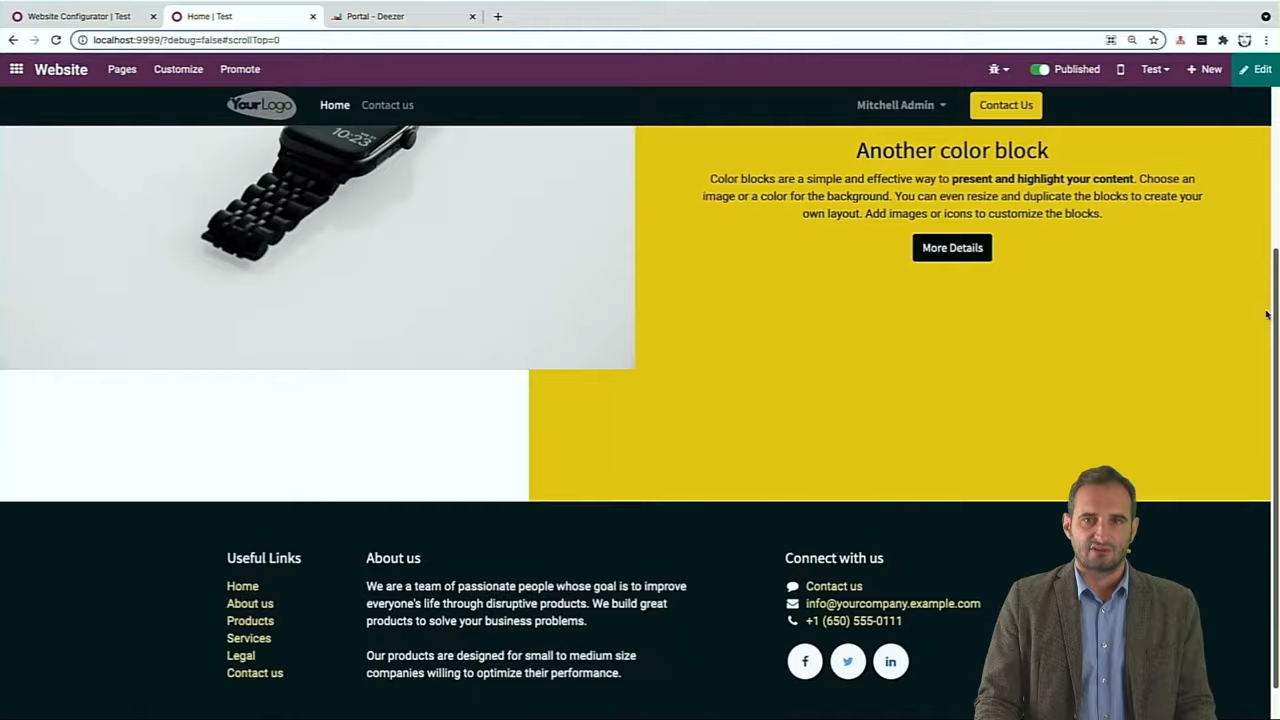 Website Configurator | Test
Home | Test
Portal - Deezer
localhost:9999/?debug=false#scrollTop=0
Website
Pages
Customize
Promote
Published
Test
New
Edit
YourLogo
Home
Contact us
Mitchell Admin
Contact Us
10:23
Another color block
Color blocks are a simple and effective way to present and highlight your content. Choose an
image or a color for the background. You can even resize and duplicate the blocks to create your
own layout. Add images or icons to customize the blocks.
More Details
Useful Links
Home
About us
Products
Services
Legal
Contact us
About us
We are a team of passionate people whose goal is to improve
everyone's life through disruptive products. We build great
products to solve your business problems.
Our products are designed for small to medium size
companies willing to optimize their performance.
Connect with us
Contact us
info@yourcompany.example.com
+1 (650) 555-0111